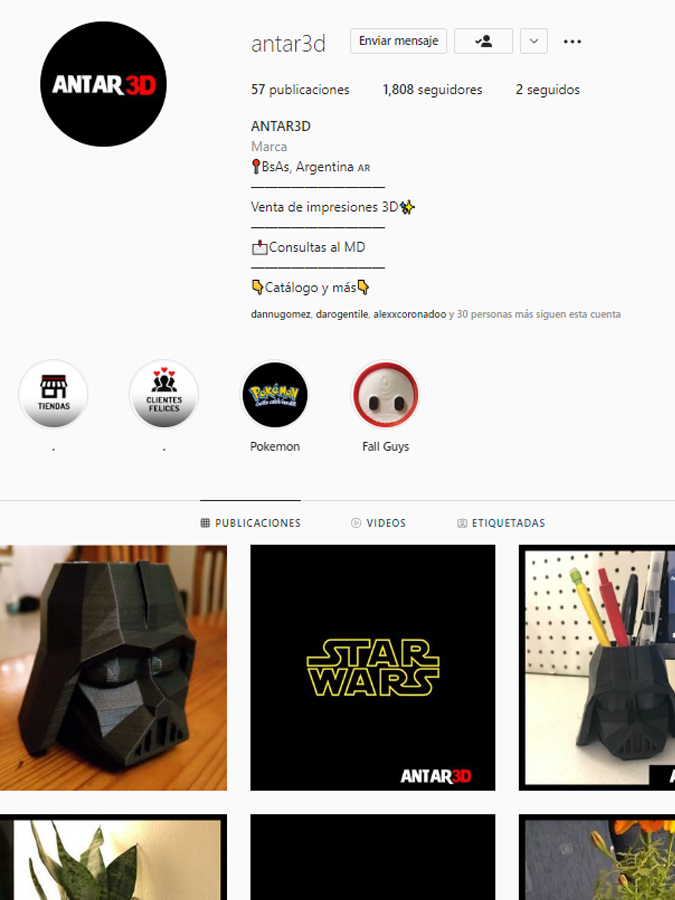 ANTAR3D
antar3d
Enviar mensaje
57 publicaciones 1,808 seguidores 2 seguidos
ANTAR3D
Marca
📍BsAs, Argentina AR
——————————
Venta de impresiones 3D✨
——————————
📩Consultas al MD
——————————
👇Catálogo y más👇
dannugomez, darogentile, alexxcoronadoo y 30 personas más siguen esta cuenta
TIENDAS
CLIENTES
FELICES
Pokémon
. . Pokemon Fall Guys
PUBLICACIONES VIDEOS ETIQUETADAS
STAR
WARS
ANTAR3D